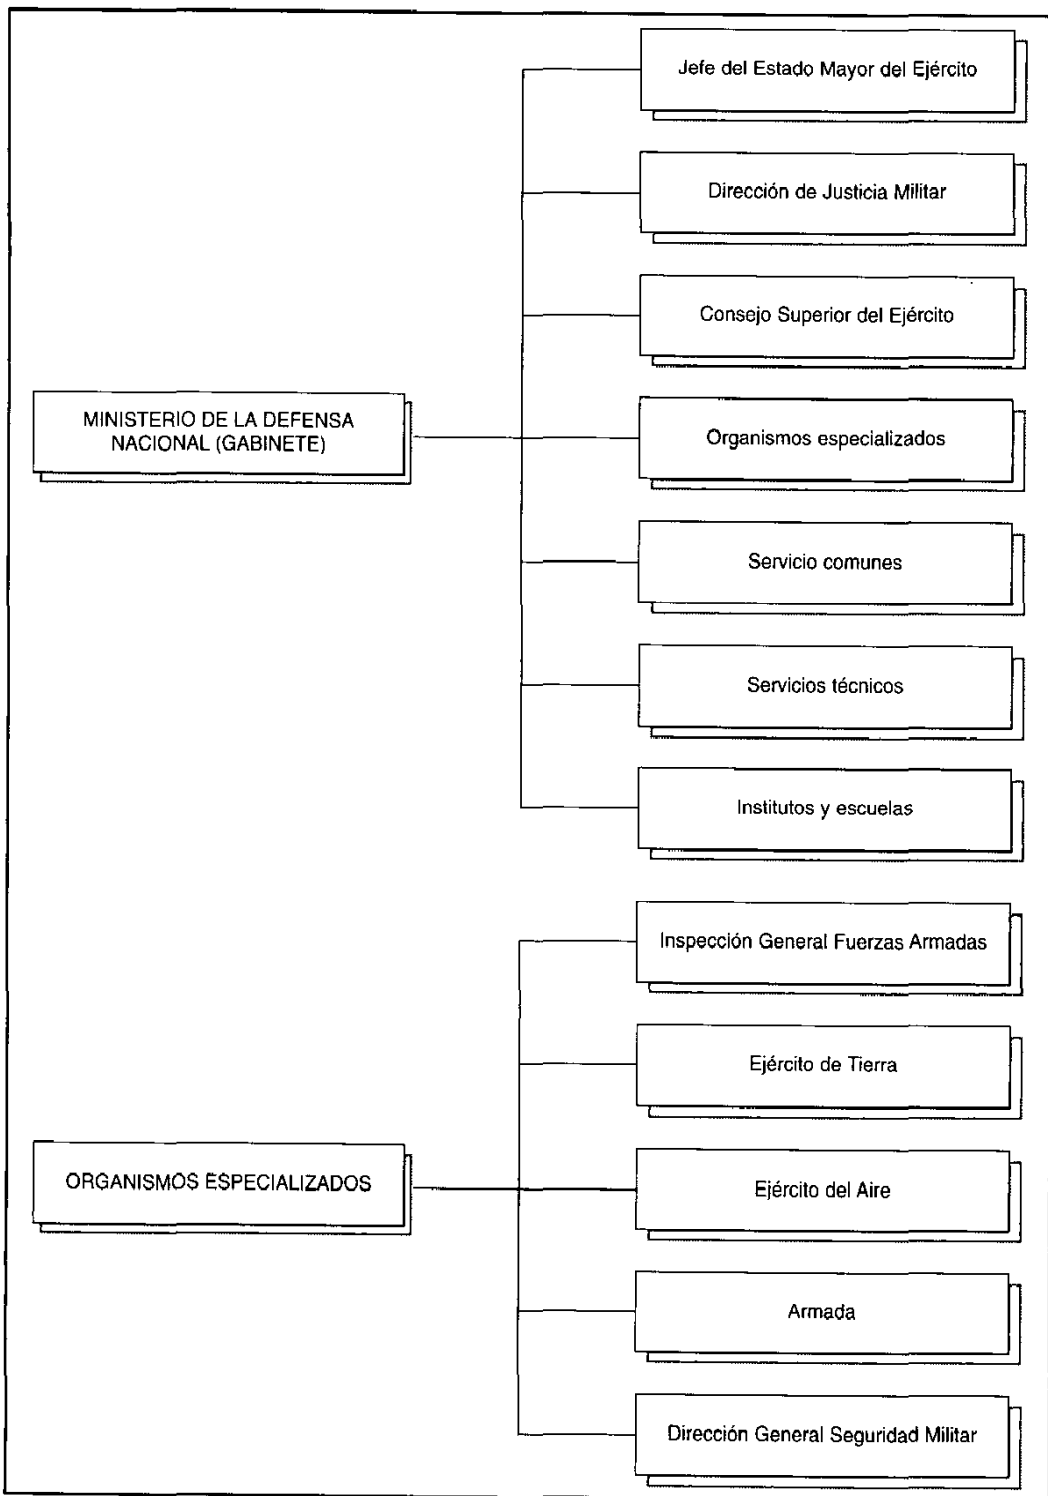 Jefe del Estado Mayor del Ejército
Dirección de Justicia Militar
Consejo Superior del Ejército
MINISTERIO DE LA DEFENSA
NACIONAL (GABINETE)
Organismos especializados
Servicio comunes
Servicios técnicos
Institutos y escuelas
Inspección General Fuerzas Armadas
Ejército de Tierra
ORGANISMOS ESPECIALIZADOS
Ejército del Aire
Armada
Dirección General Seguridad Militar